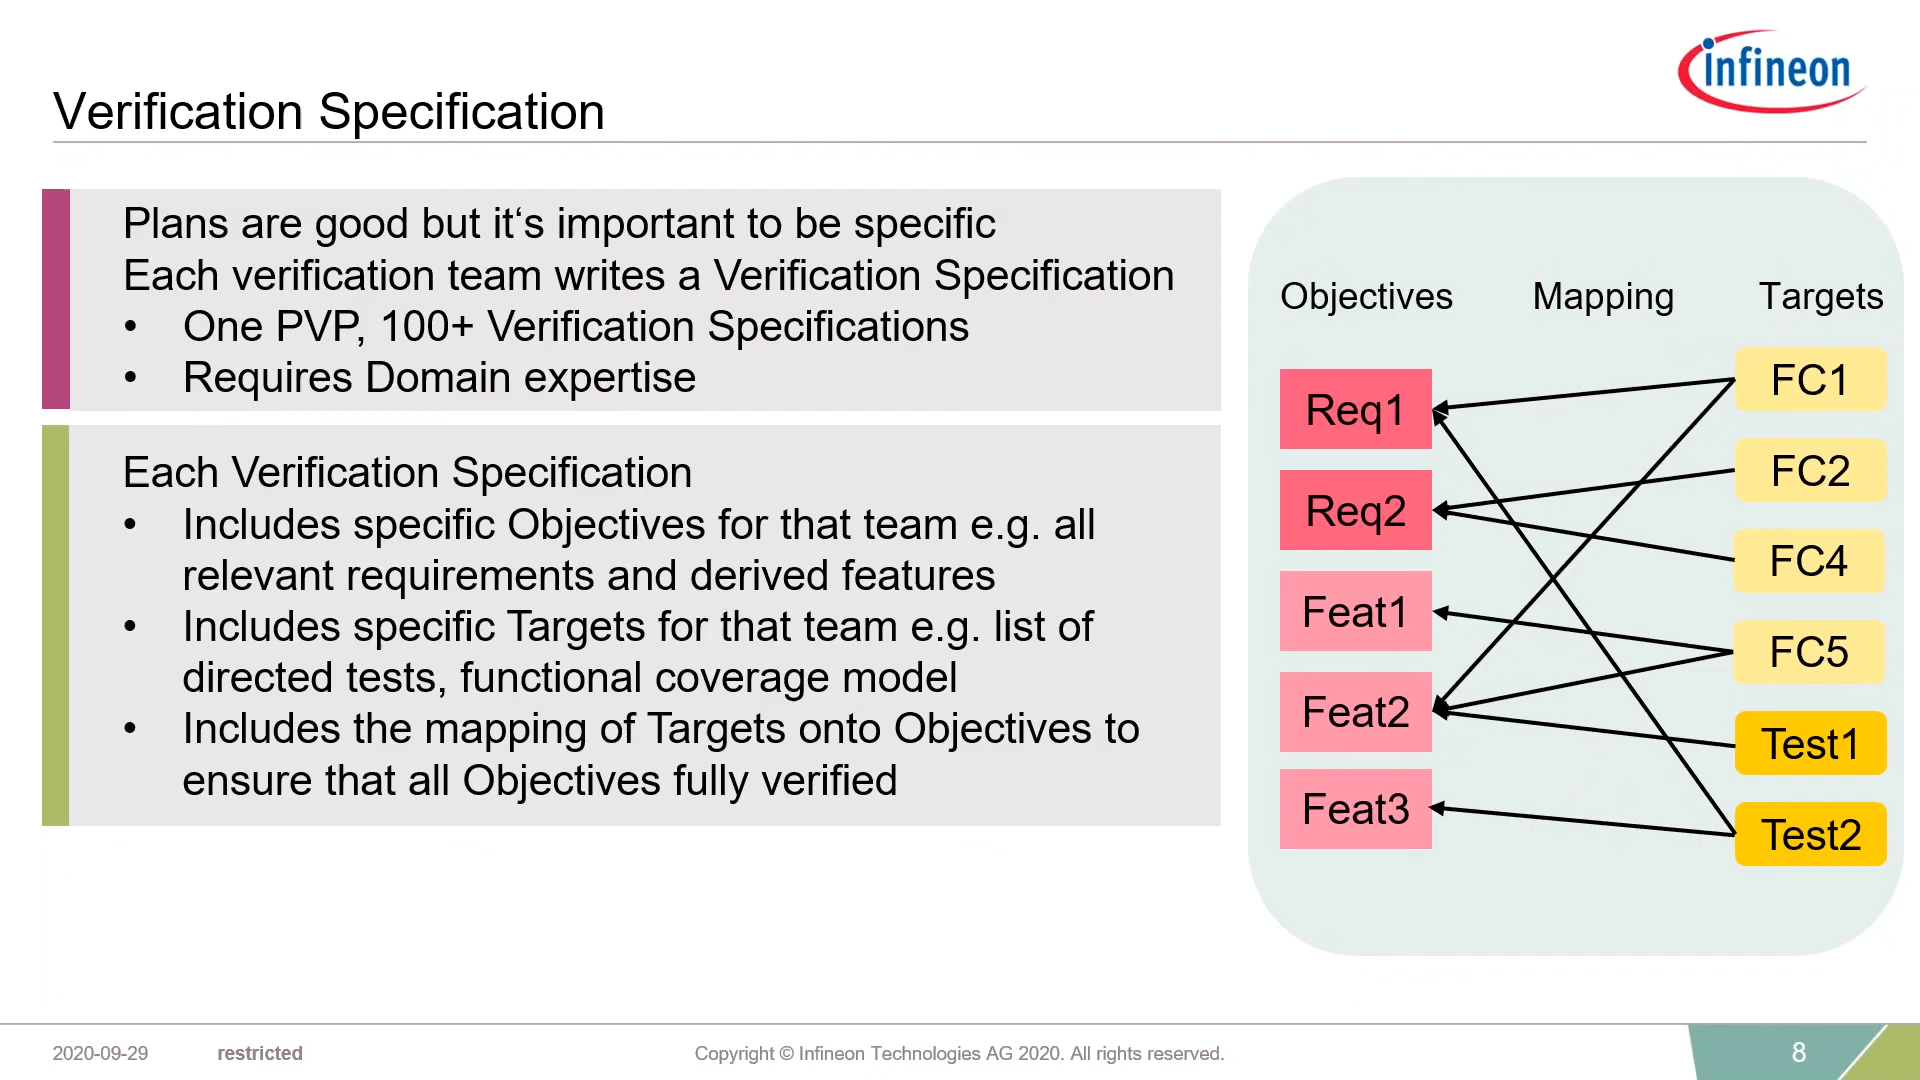 infineon
Verification Specification
Plans are good but it‘s important to be specific
Each verification team writes a Verification Specification
• One PVP, 100+ Verification Specifications
• Requires Domain expertise
Each Verification Specification
• Includes specific Objectives for that team e.g. all
relevant requirements and derived features
• Includes specific Targets for that team e.g. list of
directed tests, functional coverage model
• Includes the mapping of Targets onto Objectives to
ensure that all Objectives fully verified
Objectives Mapping Targets
Req1
Req2
Feat1
Feat2
Feat3
FC1
FC2
FC4
FC5
Test1
Test2
2020-09-29 restricted Copyright © Infineon Technologies AG 2020. All rights reserved. 8